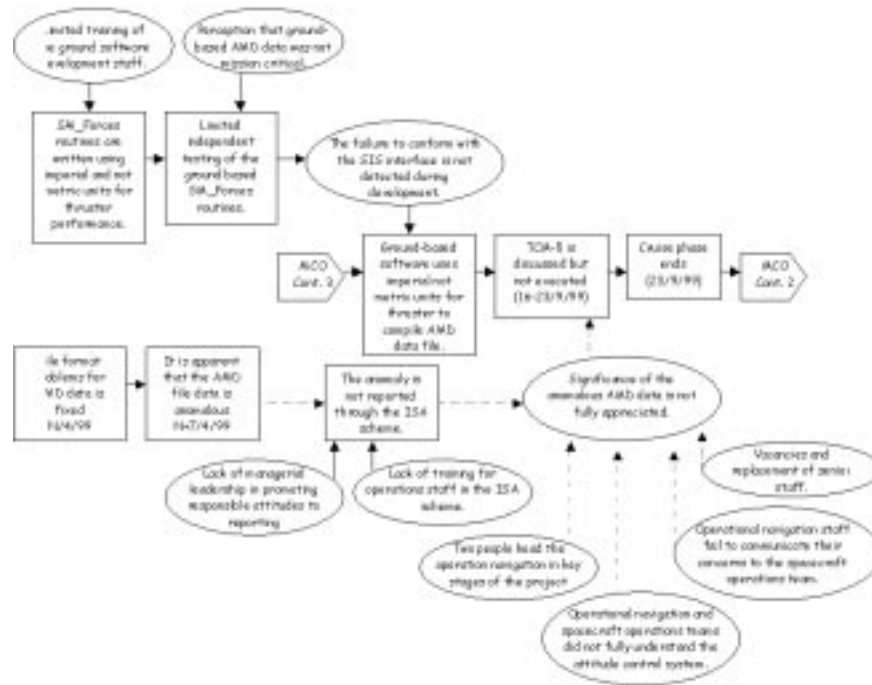 imited training of
e ground software
evelopment staff.
Perception that ground-
based AMD data was not
mission critical.
SM_Forces
routines are
written using
imperial and not
metric units for
thruster
performance.
Limited
independent
testing of the
ground based
SM_Forces
routines.
The failure to conform with
the SIS interface is not
detected during
development.
MCO
Cont. 3
Ground-based
software uses
imperial not
metric units for
thruster to
compile AMD
data file.
TCM-5 is
discussed but
not executed
(16-23/9/99)
Cruise phase
ends
(23/9/99)
MCO
Cont. 2
ile format
oblems for
MD data is
fixed
/4/99
It is apparent
that the AMD
file data is
anomalous
/4/99
The anomaly is
not reported
through the ISA
scheme.
Significance of the
anomalous AMD data is not
fully appreciated.
Lack of managerial
leadership in promoting
responsible attitudes to
reporting
Lack of training for
operations staff in the ISA
scheme.
Vacancies and
replacement of senior
staff.
Two people head the
operation navigation in key
stages of the project
Operational navigation staff
fail to communicate their
concerns to the spacecraft
operations team.
Operational navigation and
spacecraft operations teams
did not fully understand the
attitude control system.